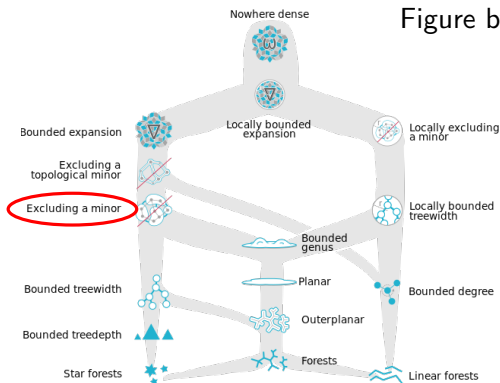 Nowhere dense
Figure b
ω
∇
∇
Bounded expansion
Locally bounded
expansion
Locally excluding
a minor
Excluding a
topological minor
Excluding a minor
Locally bounded
treewidth
Bounded
genus
Bounded treewidth
Planar
Bounded degree
Outerplanar
Bounded treedepth
Star forests
Forests
Linear forests